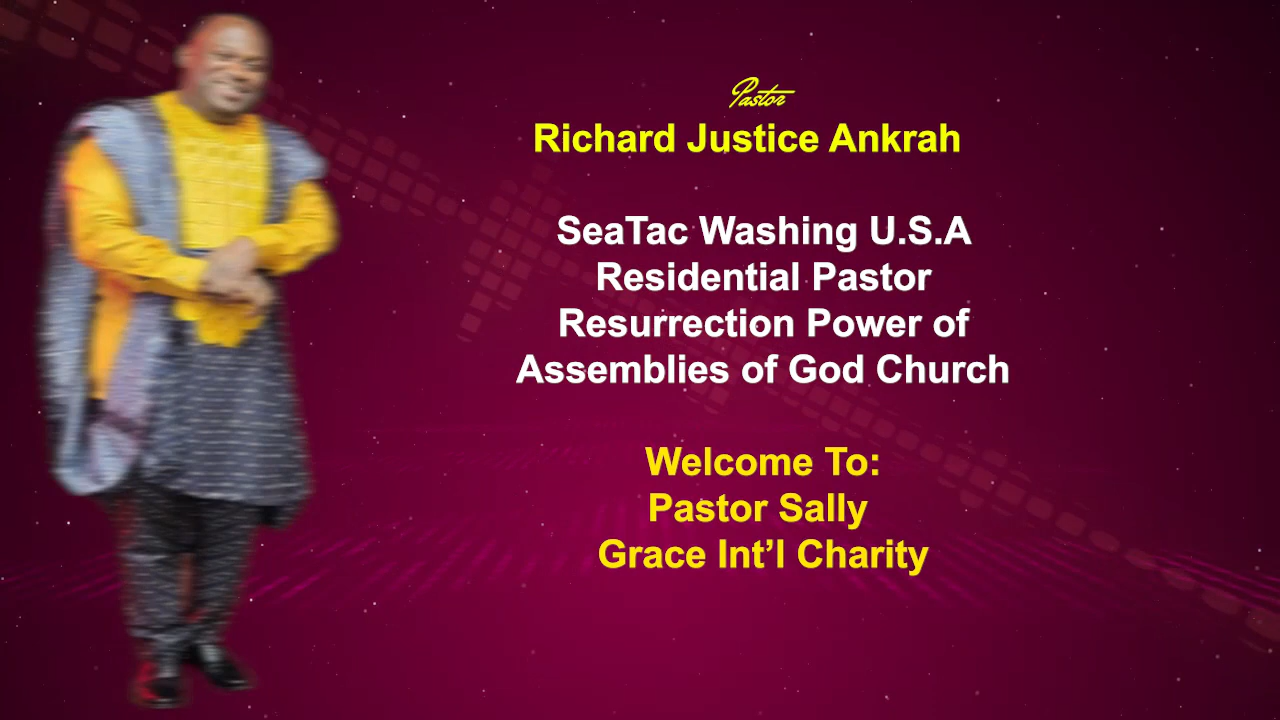 Pastor
Richard Justice Ankrah
SeaTac Washing U.S.A
Residential Pastor
Resurrection Power of
Assemblies of God Church
Welcome To:
Pastor Sally
Grace Int’l Charity